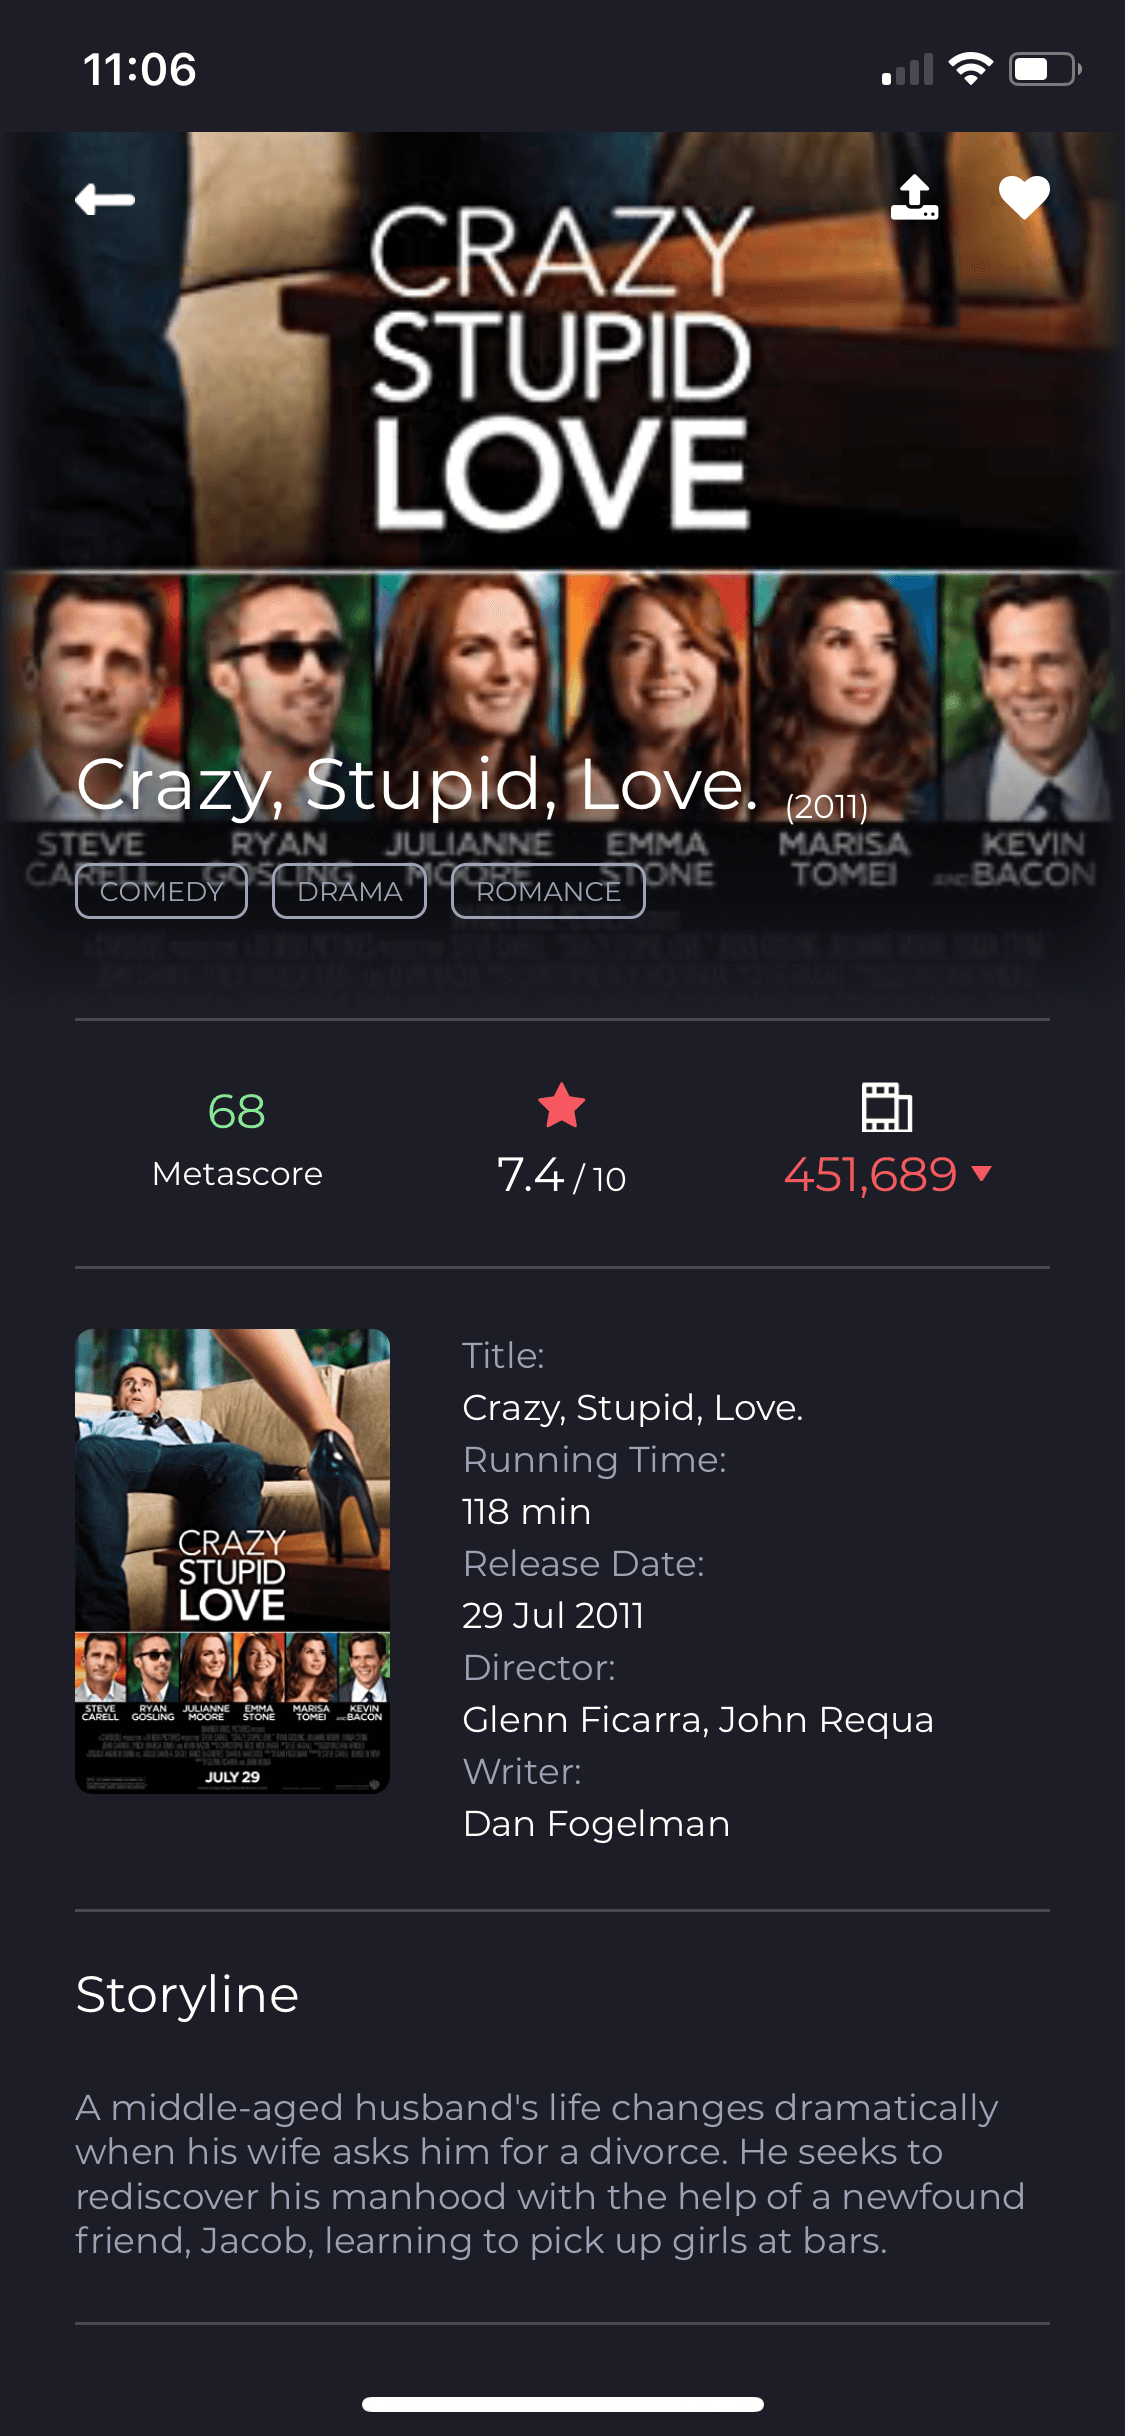 11:06
CRAZY
STUPID
LOVE
Crazy, Stupid, Love. (2011)
STEVE RYAN JULIANNE EMMA MARISA KEVIN
CARELL GOSLING MOORE STONE TOMEI AND BACON
COMEDY DRAMA ROMANCE
68
Metascore
7.4 / 10
451,689
CRAZY
STUPID
LOVE
STEVE RYAN JULIANNE EMMA MARISA KEVIN
CARELL GOSLING MOORE STONE TOMEI AND BACON
JULY 29
Title:
Crazy, Stupid, Love.
Running Time:
118 min
Release Date:
29 Jul 2011
Director:
Glenn Ficarra, John Requa
Writer:
Dan Fogelman
Storyline
A middle-aged husband's life changes dramatically
when his wife asks him for a divorce. He seeks to
rediscover his manhood with the help of a newfound
friend, Jacob, learning to pick up girls at bars.